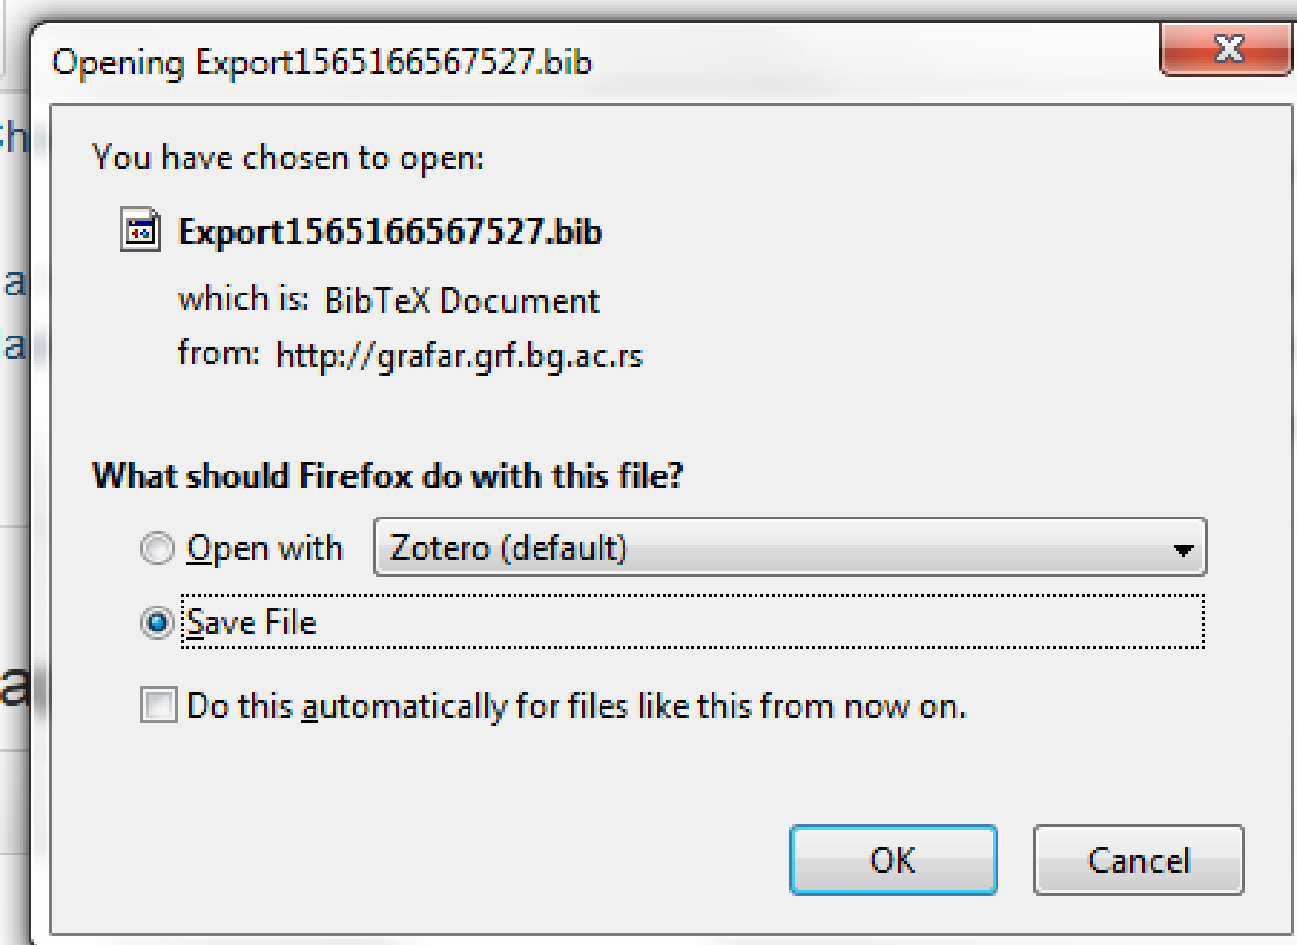 Opening Export1565166567527.bib
You have chosen to open:
Export1565166567527.bib
which is: BibTeX Document
from: http://grafar.grf.bg.ac.rs
What should Firefox do with this file?
Open with Zotero (default)
Save File
Do this automatically for files like this from now on.
OK Cancel